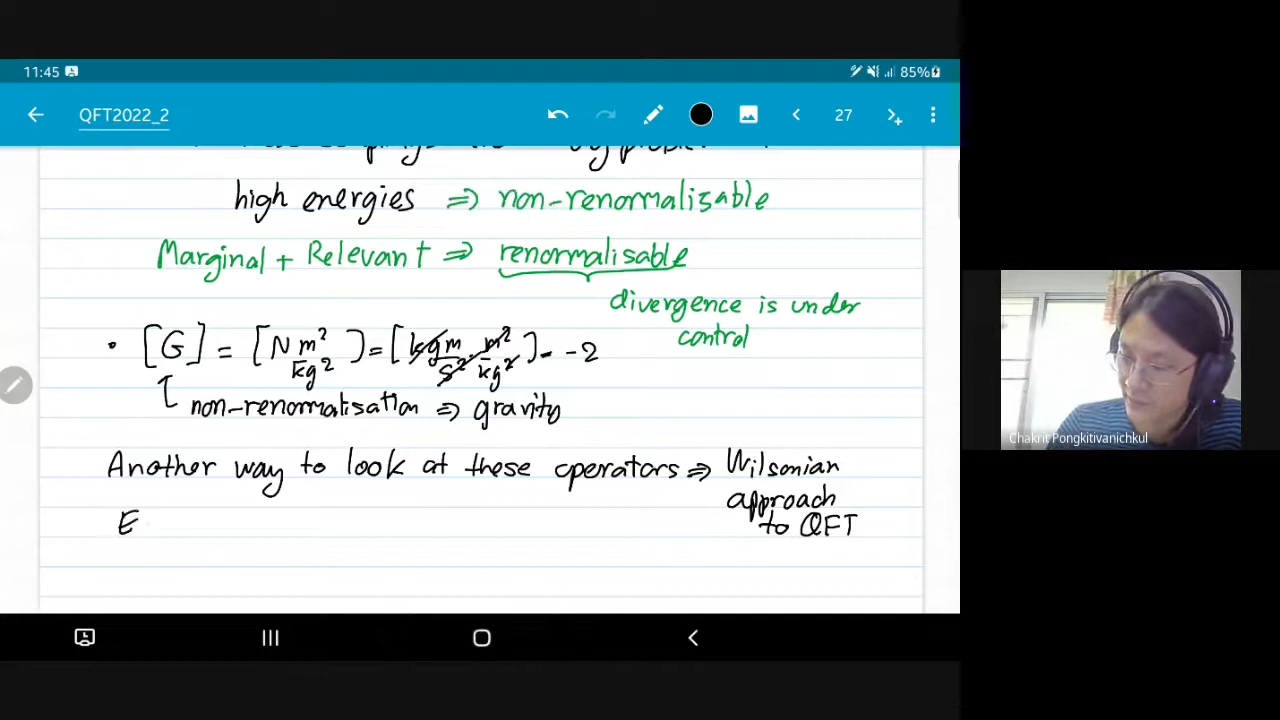 11:45 85%
QFT2022_2 27
high energies ⇒ non-renormalisable
Marginal + Relevant ⇒ renormalisable
divergence is under
control
• [G] = [N m² / kg²] = [kg m / s² · m² / kg²] = -2
non-renormalisation ⇒ gravity
Another way to look at these operators ⇒ Wilsonian
approach
to QFT
E
Chakrit Pongkitivanichkul